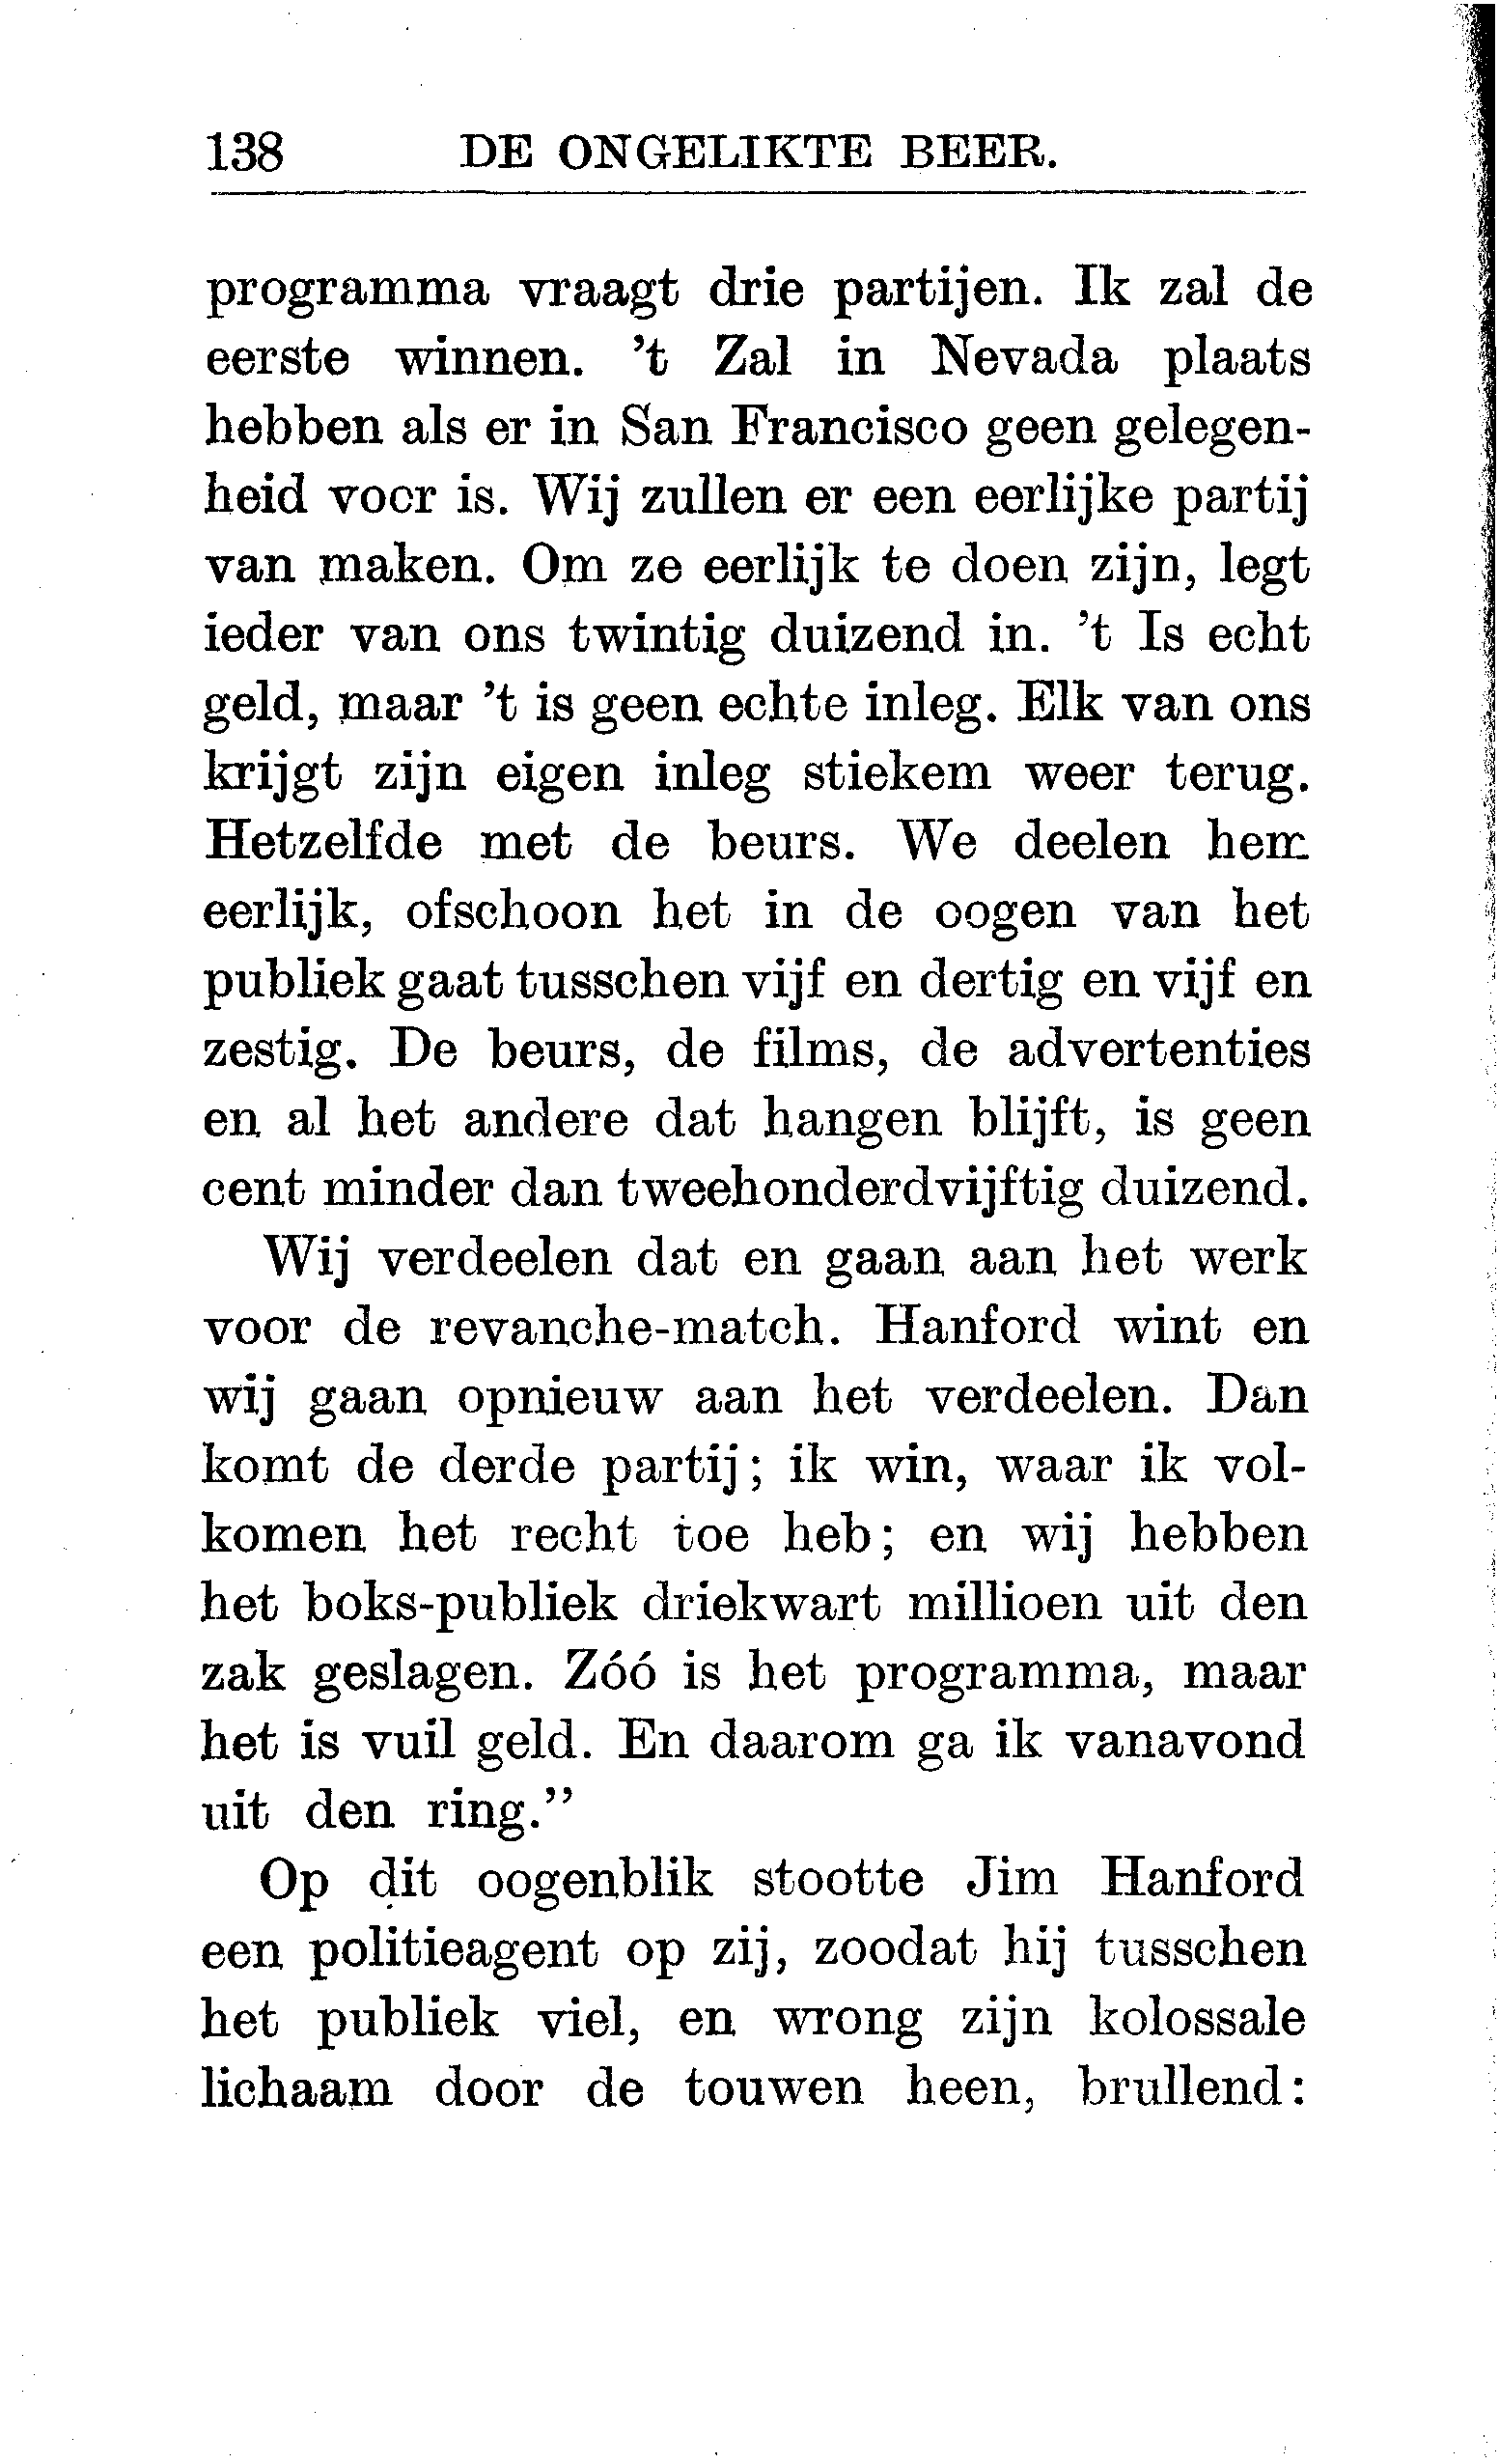 138 DE ONGELIKTE BEER.
programma vraagt drie partijen. Ik zal de
eerste winnen. ’t Zal in Nevada plaats
hebben als er in San Francisco geen gelegen-
heid voor is. Wij zullen er een eerlijke partij
van maken. Om ze eerlijk te doen zijn, legt
ieder van ons twintig duizend in. ’t Is echt
geld, maar ’t is geen echte inleg. Elk van ons
krijgt zijn eigen inleg stiekem weer terug.
Hetzelfde met de beurs. We deelen hem
eerlijk, ofschoon het in de oogen van het
publiek gaat tusschen vijf en dertig en vijf en
zestig. De beurs, de films, de advertenties
en al het andere dat hangen blijft, is geen
cent minder dan tweehonderdvijftig duizend.
Wij verdeelen dat en gaan aan het werk
voor de revanche-match. Hanford wint en
wij gaan opnieuw aan het verdeelen. Dan
komt de derde partij; ik win, waar ik vol-
komen het recht toe heb; en wij hebben
het boks-publiek driekwart millioen uit den
zak geslagen. Zóó is het programma, maar
het is vuil geld. En daarom ga ik vanavond
uit den ring.”
Op dit oogenblik stootte Jim Hanford
een politieagent op zij, zoodat hij tusschen
het publiek viel, en wrong zijn kolossale
lichaam door de touwen heen, brullend: